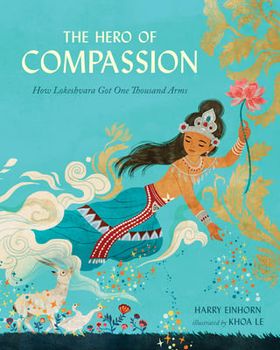 THE HERO OF
COMPASSION
How Lokeshvara Got One Thousand Arms
HARRY EINHORN
illustrated by KHOA LE